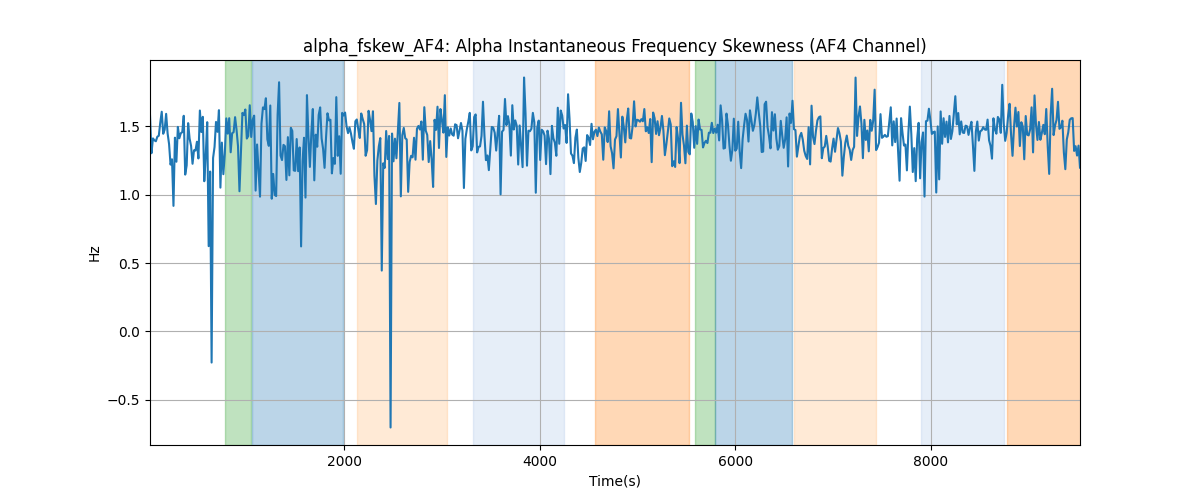 alpha_fskew_AF4: Alpha Instantaneous Frequency Skewness (AF4 Channel)
Hz
1.5
1.0
0.5
0.0
−0.5
2000 4000 6000 8000
Time(s)